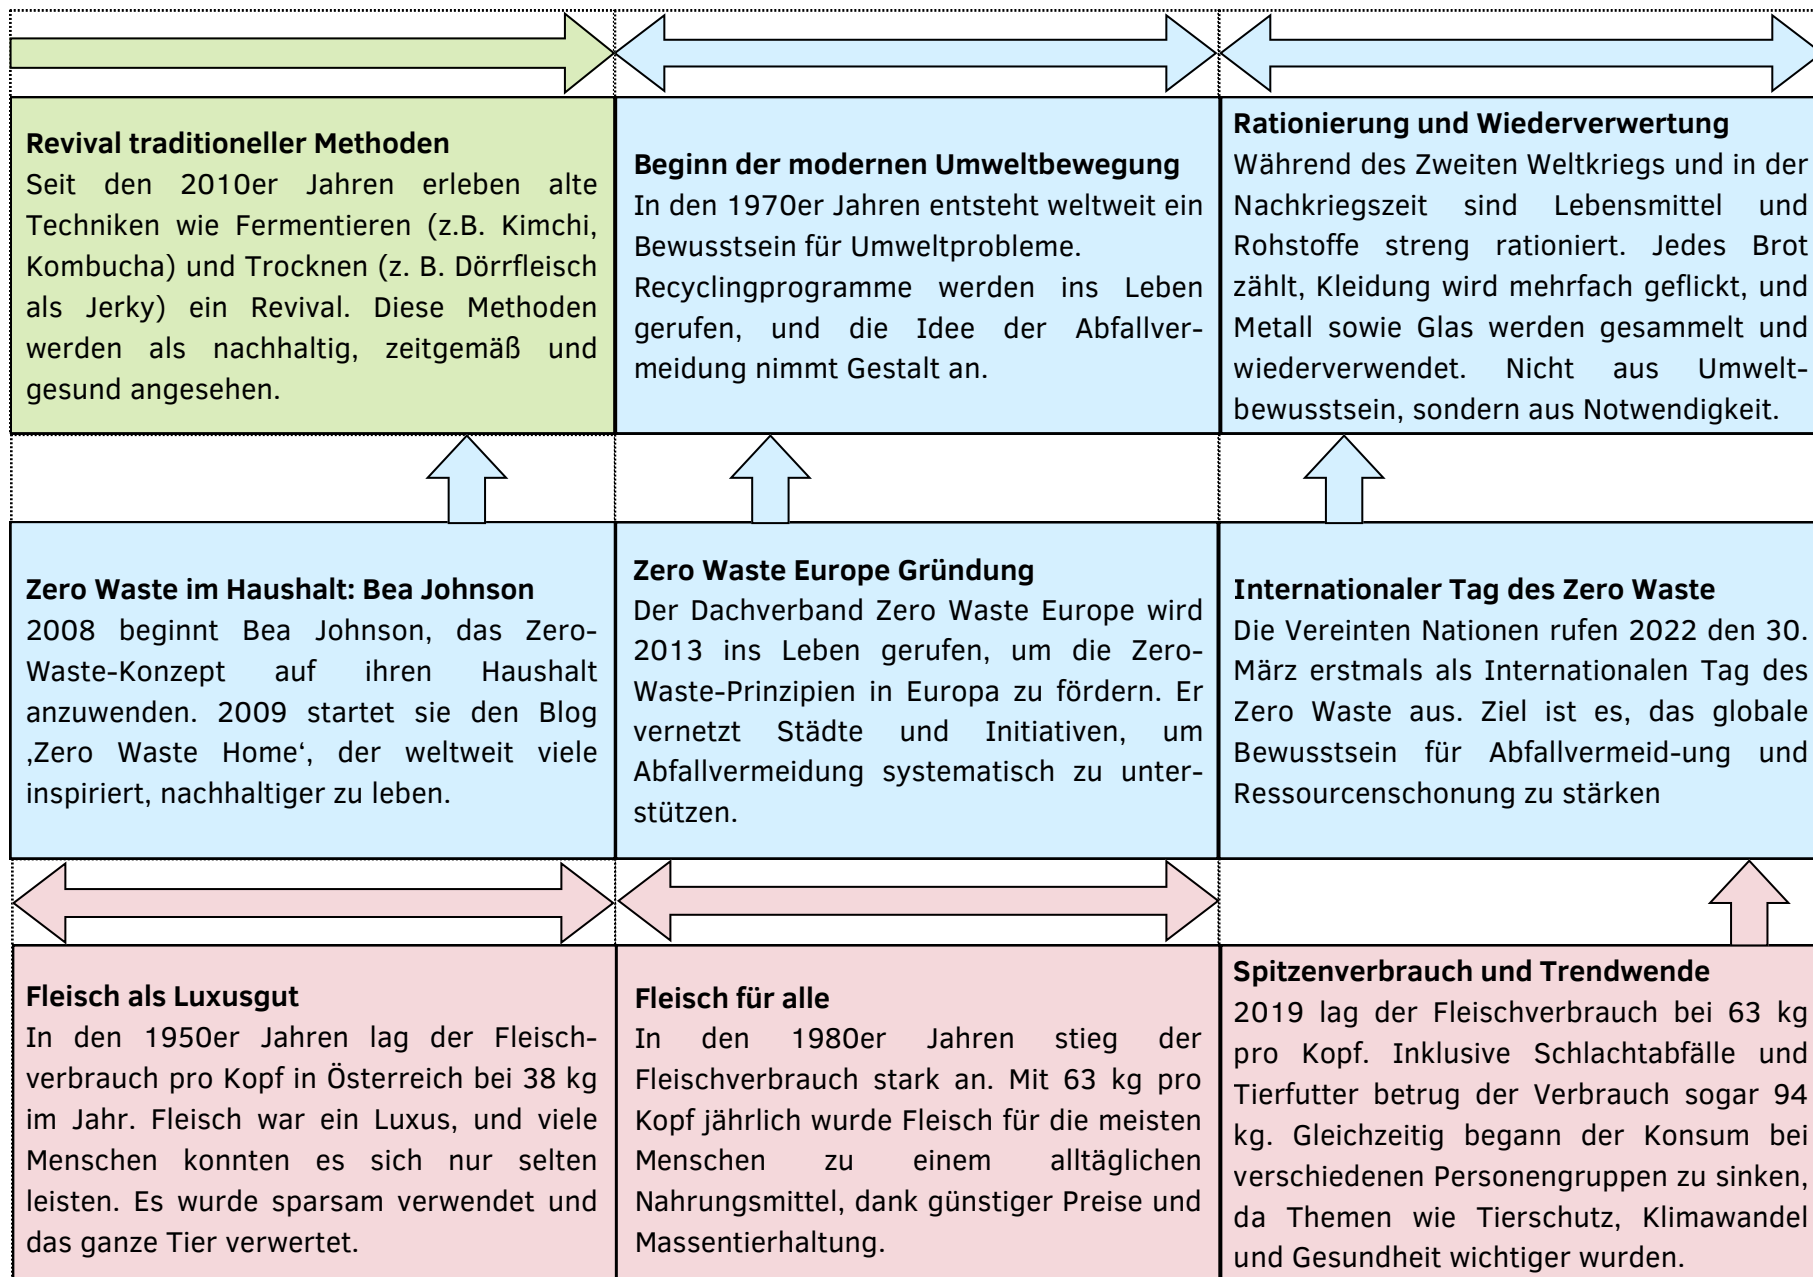 Revival traditioneller Methoden
Seit den 2010er Jahren erleben alte
Techniken wie Fermentieren (z.B. Kimchi,
Kombucha) und Trocknen (z. B. Dörrfleisch
als Jerky) ein Revival. Diese Methoden
werden als nachhaltig, zeitgemäß und
gesund angesehen.
Beginn der modernen Umweltbewegung
In den 1970er Jahren entsteht weltweit ein
Bewusstsein für Umweltprobleme.
Recyclingprogramme werden ins Leben
gerufen, und die Idee der Abfallver-
meidung nimmt Gestalt an.
Rationierung und Wiederverwertung
Während des Zweiten Weltkriegs und in der
Nachkriegszeit sind Lebensmittel und
Rohstoffe streng rationiert. Jedes Brot
zählt, Kleidung wird mehrfach geflickt, und
Metall sowie Glas werden gesammelt und
wiederverwendet. Nicht aus Umwelt-
bewusstsein, sondern aus Notwendigkeit.
Zero Waste im Haushalt: Bea Johnson
2008 beginnt Bea Johnson, das Zero-
Waste-Konzept auf ihren Haushalt
anzuwenden. 2009 startet sie den Blog
‚Zero Waste Home‘, der weltweit viele
inspiriert, nachhaltiger zu leben.
Zero Waste Europe Gründung
Der Dachverband Zero Waste Europe wird
2013 ins Leben gerufen, um die Zero-
Waste-Prinzipien in Europa zu fördern. Er
vernetzt Städte und Initiativen, um
Abfallvermeidung systematisch zu unter-
stützen.
Internationaler Tag des Zero Waste
Die Vereinten Nationen rufen 2022 den 30.
März erstmals als Internationalen Tag des
Zero Waste aus. Ziel ist es, das globale
Bewusstsein für Abfallvermeid-ung und
Ressourcenschonung zu stärken
Fleisch als Luxusgut
In den 1950er Jahren lag der Fleisch-
verbrauch pro Kopf in Österreich bei 38 kg
im Jahr. Fleisch war ein Luxus, und viele
Menschen konnten es sich nur selten
leisten. Es wurde sparsam verwendet und
das ganze Tier verwertet.
Fleisch für alle
In den 1980er Jahren stieg der
Fleischverbrauch stark an. Mit 63 kg pro
Kopf jährlich wurde Fleisch für die meisten
Menschen zu einem alltäglichen
Nahrungsmittel, dank günstiger Preise und
Massentierhaltung.
Spitzenverbrauch und Trendwende
2019 lag der Fleischverbrauch bei 63 kg
pro Kopf. Inklusive Schlachtabfälle und
Tierfutter betrug der Verbrauch sogar 94
kg. Gleichzeitig begann der Konsum bei
verschiedenen Personengruppen zu sinken,
da Themen wie Tierschutz, Klimawandel
und Gesundheit wichtiger wurden.